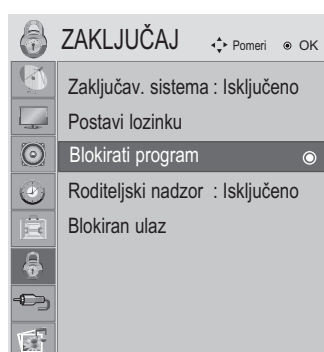 ZAKLJUČAJ Pomeri OK
Zaključav. sistema : Isključeno
Postavi lozinku
Blokirati program
Roditeljski nadzor : Isključeno
Blokiran ulaz